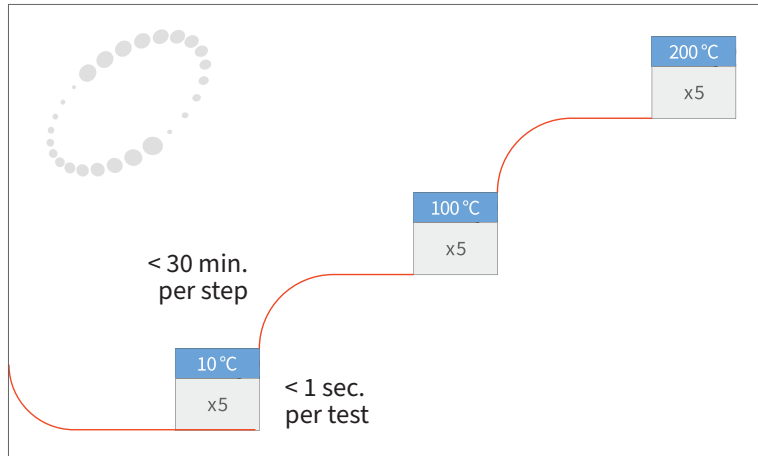 200 °C
x5
100 °C
x5
< 30 min.
per step
10 °C
x5
< 1 sec.
per test